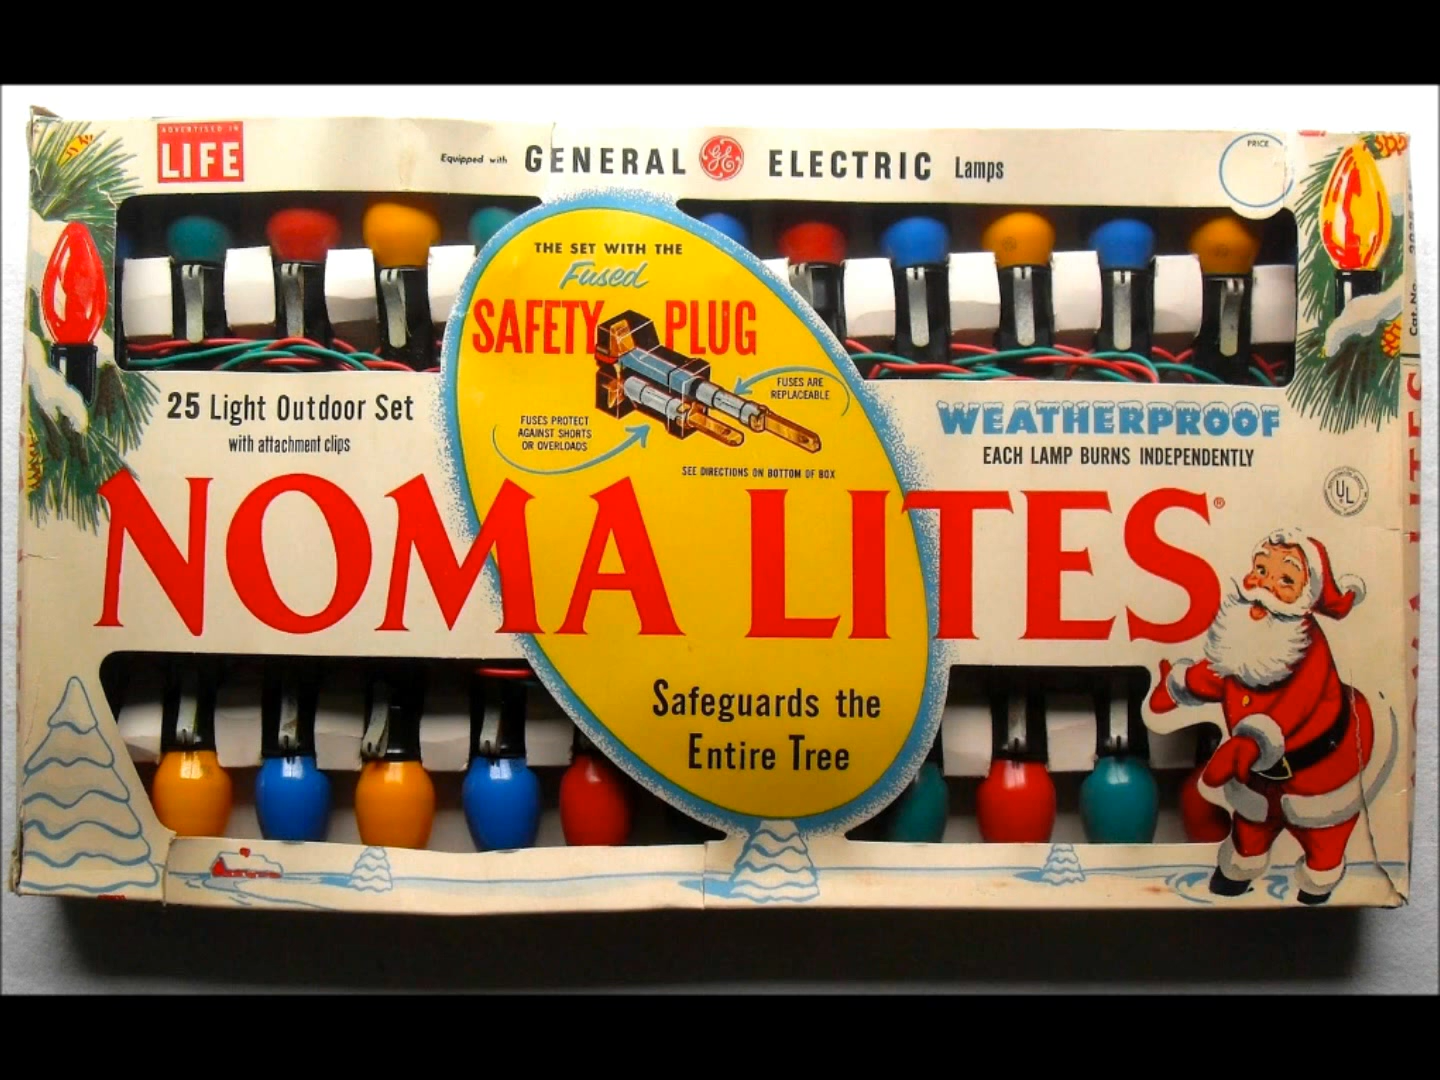 ADVERTISED IN
LIFE
Equipped with GENERAL GE ELECTRIC Lamps
PRICE
THE SET WITH THE
Fused
SAFETY PLUG
FUSES ARE
REPLACEABLE
FUSES PROTECT
AGAINST SHORTS
OR OVERLOADS
SEE DIRECTIONS ON BOTTOM OF BOX
25 Light Outdoor Set
with attachment clips
WEATHERPROOF
EACH LAMP BURNS INDEPENDENTLY
UL
NOMA LITES®
Safeguards the
Entire Tree
Cat. No.